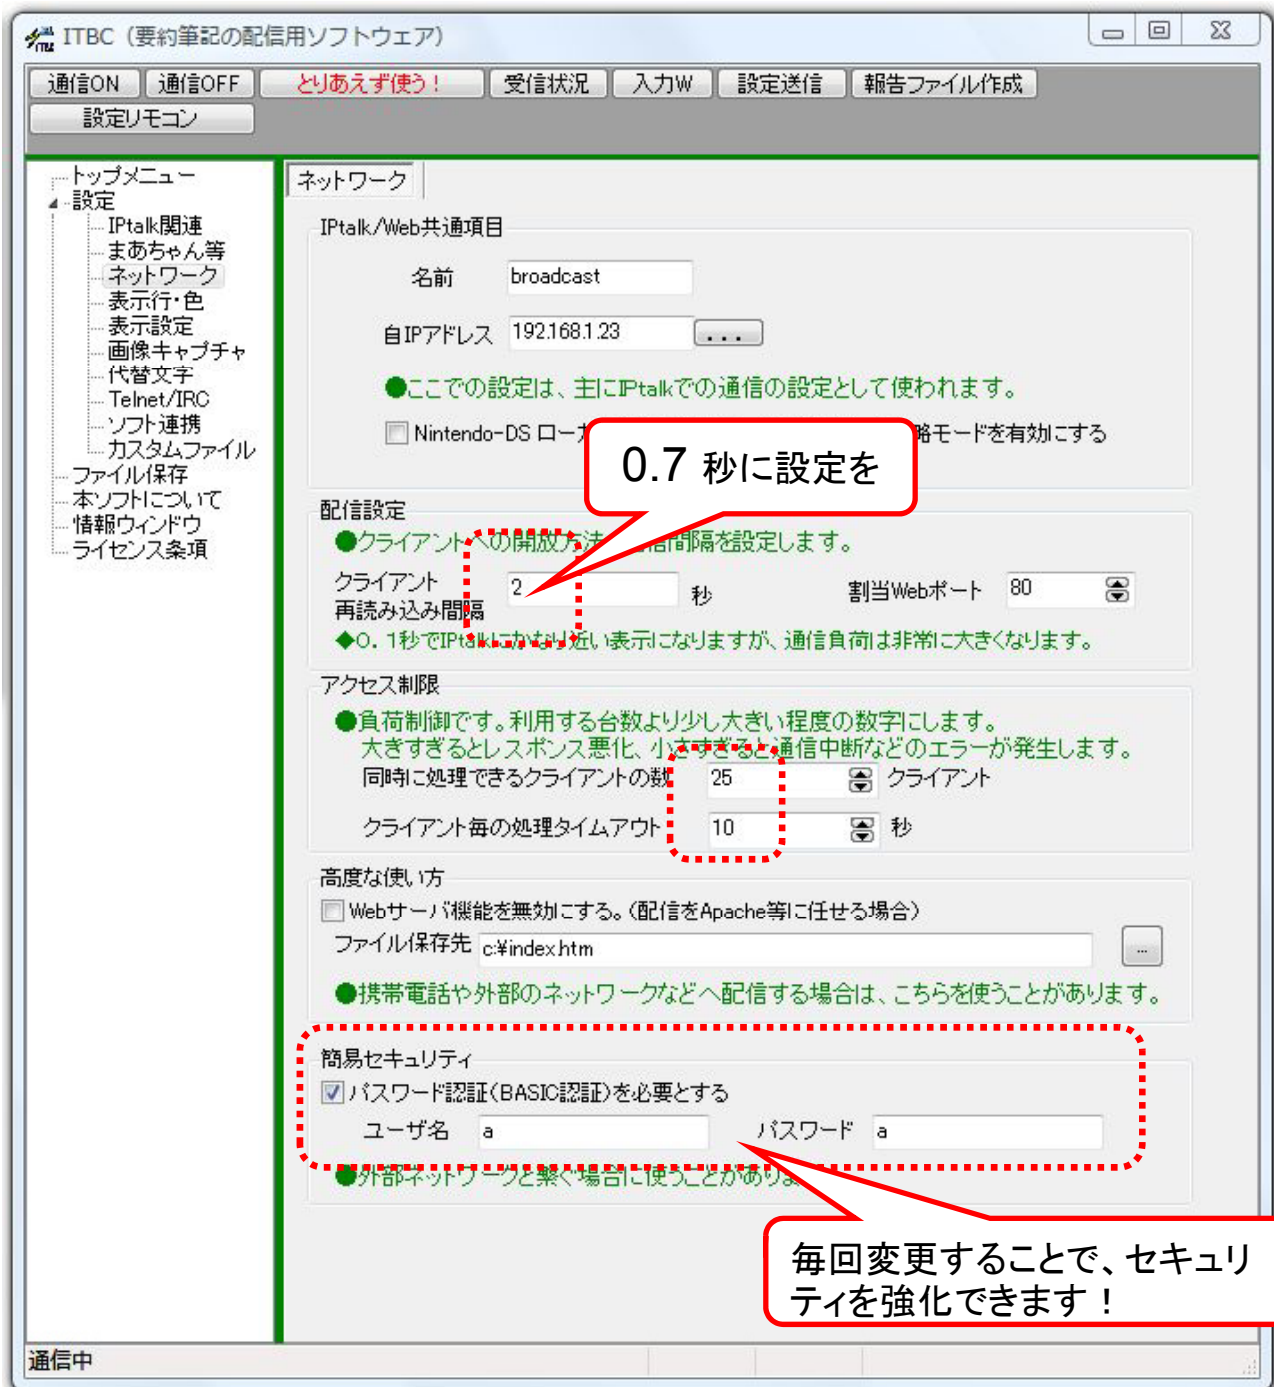 ITBC（要約筆記の配信用ソフトウェア）
通信ON 通信OFF とりあえず使う！ 受信状況 入力W 設定送信 報告ファイル作成
設定リモコン
トップメニュー
設定
IPtalk関連
まあちゃん等
ネットワーク
表示行・色
表示設定
画像キャプチャ
代替文字
Telnet/IRC
ソフト連携
カスタムファイル
ファイル保存
本ソフトについて
情報ウィンドウ
ライセンス条項
ネットワーク
IPtalk/Web共通項目
名前 broadcast
自IPアドレス 192.168.1.23 ...
●ここでの設定は、主にIPtalkでの通信の設定として使われます。
Nintendo-DS ロー 略モードを有効にする
0.7 秒に設定を
配信設定
●クライアントへの開放方法 間隔を設定します。
クライアント
再読み込み間隔 2 秒 割当Webポート 80
◆0．1秒でIPtalkにかなり近い表示になりますが、通信負荷は非常に大きくなります。
アクセス制限
●負荷制御です。利用する台数より少し大きい程度の数字にします。
大きすぎるとレスポンス悪化、小さすぎると通信中断などのエラーが発生します。
同時に処理できるクライアントの数 25 クライアント
クライアント毎の処理タイムアウト 10 秒
高度な使い方
Webサーバ機能を無効にする。（配信をApache等に任せる場合）
ファイル保存先 c:¥index.htm ...
●携帯電話や外部のネットワークなどへ配信する場合は、こちらを使うことがあります。
簡易セキュリティ
パスワード認証（BASIC認証）を必要とする
ユーザ名 a パスワード a
●外部ネットワークと繋ぐ場合に使うことがありま
毎回変更することで、セキュリ
ティを強化できます！
通信中